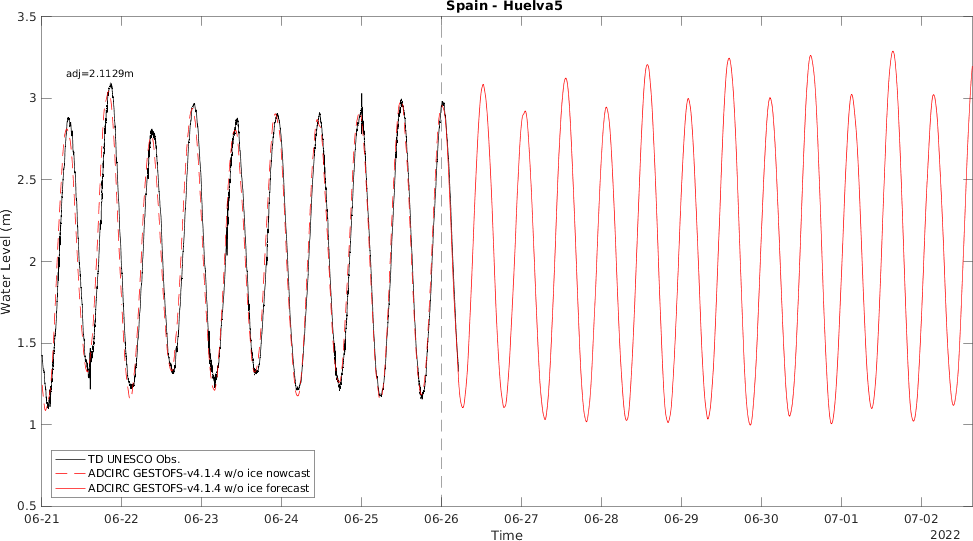 Spain - Huelva5
3.5
adj=2.1129m
3
2.5
2
1.5
1
0.5
Water Level (m)
TD UNESCO Obs.
ADCIRC GESTOFS-v4.1.4 w/o ice nowcast
ADCIRC GESTOFS-v4.1.4 w/o ice forecast
06-21 06-22 06-23 06-24 06-25 06-26 06-27 06-28 06-29 06-30 07-01 07-02
Time
2022